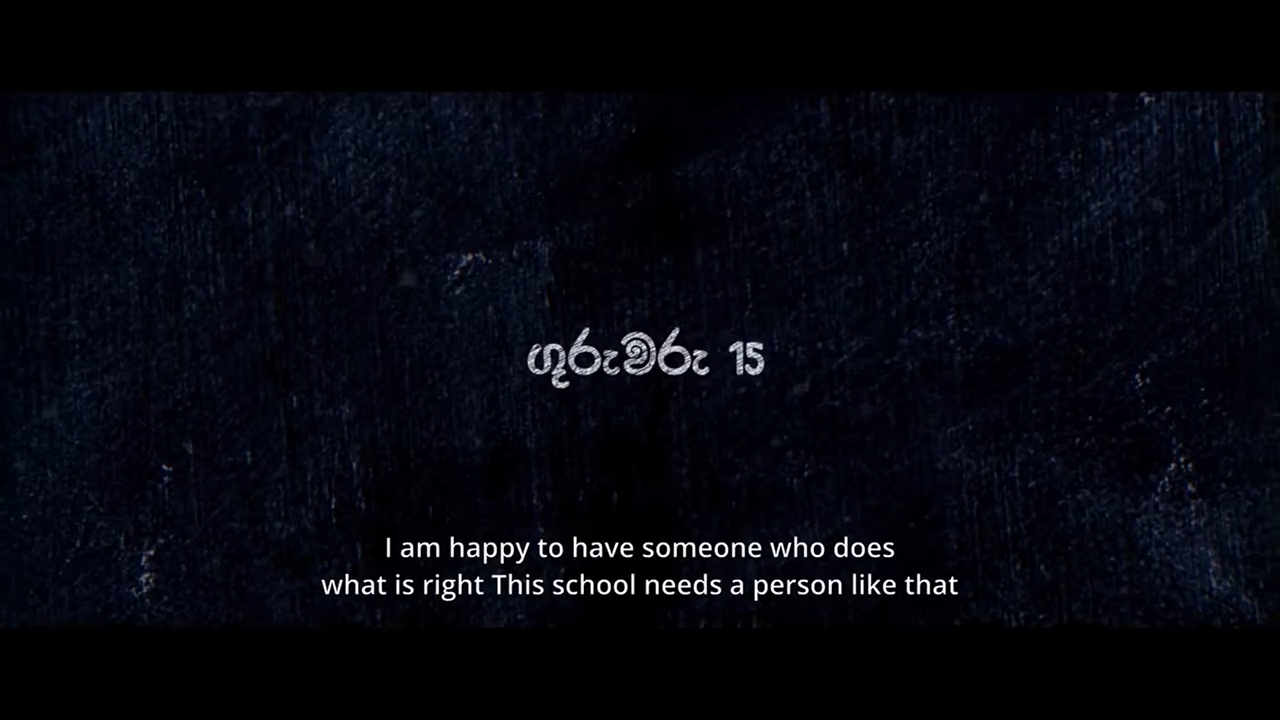 ගුරුවරු 15
I am happy to have someone who does
what is right This school needs a person like that